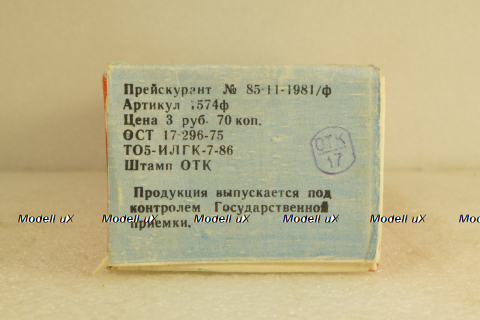 Прейскурант № 85-11-1981/ф
Артикул 1574ф
Цена 3 руб. 70 коп.
ОСТ 17-296-75
ТО5-ИЛГК-7-86
Штамп ОТК
ОТК
17
Продукция выпускается под
контролем Государственной
приемки.
Modell uX Modell uX Modell uX Modell uX Modell uX Mo